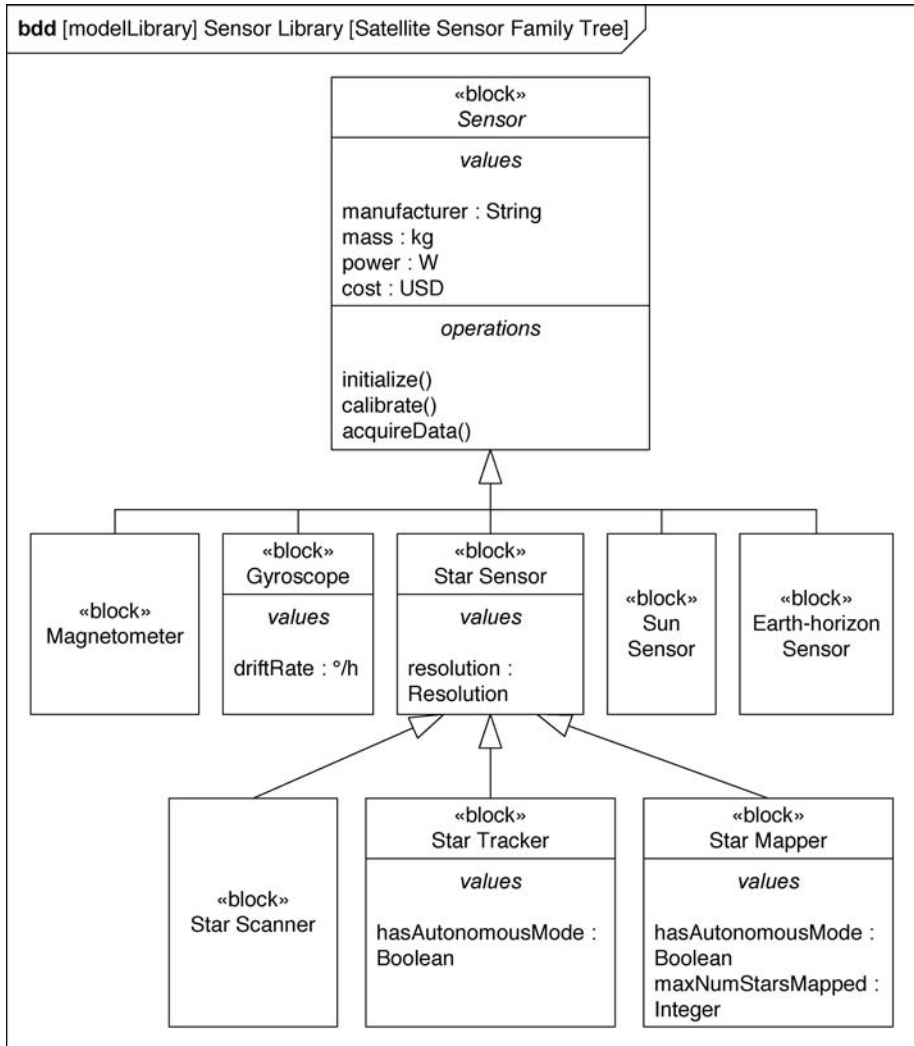 bdd [modelLibrary] Sensor Library [Satellite Sensor Family Tree]
«block»
Sensor
values
manufacturer : String
mass : kg
power : W
cost : USD
operations
initialize()
calibrate()
acquireData()
«block»
Magnetometer
«block»
Gyroscope
values
driftRate : °/h
«block»
Star Sensor
values
resolution :
Resolution
«block»
Sun
Sensor
«block»
Earth-horizon
Sensor
«block»
Star Scanner
«block»
Star Tracker
values
hasAutonomousMode :
Boolean
«block»
Star Mapper
values
hasAutonomousMode :
Boolean
maxNumStarsMapped :
Integer